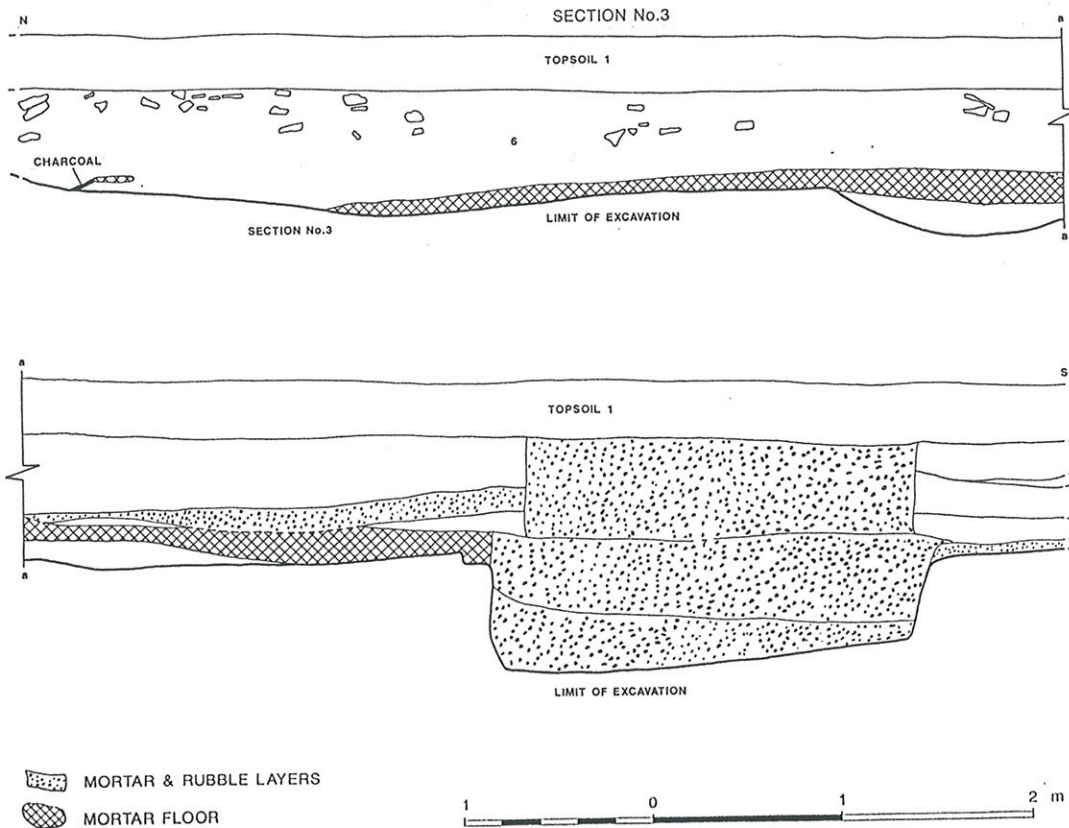 SECTION No.3
N a
TOPSOIL 1
6
CHARCOAL
LIMIT OF EXCAVATION
SECTION No.3
a
a S
TOPSOIL 1
a
LIMIT OF EXCAVATION
MORTAR & RUBBLE LAYERS
MORTAR FLOOR
1 0 1 2 m